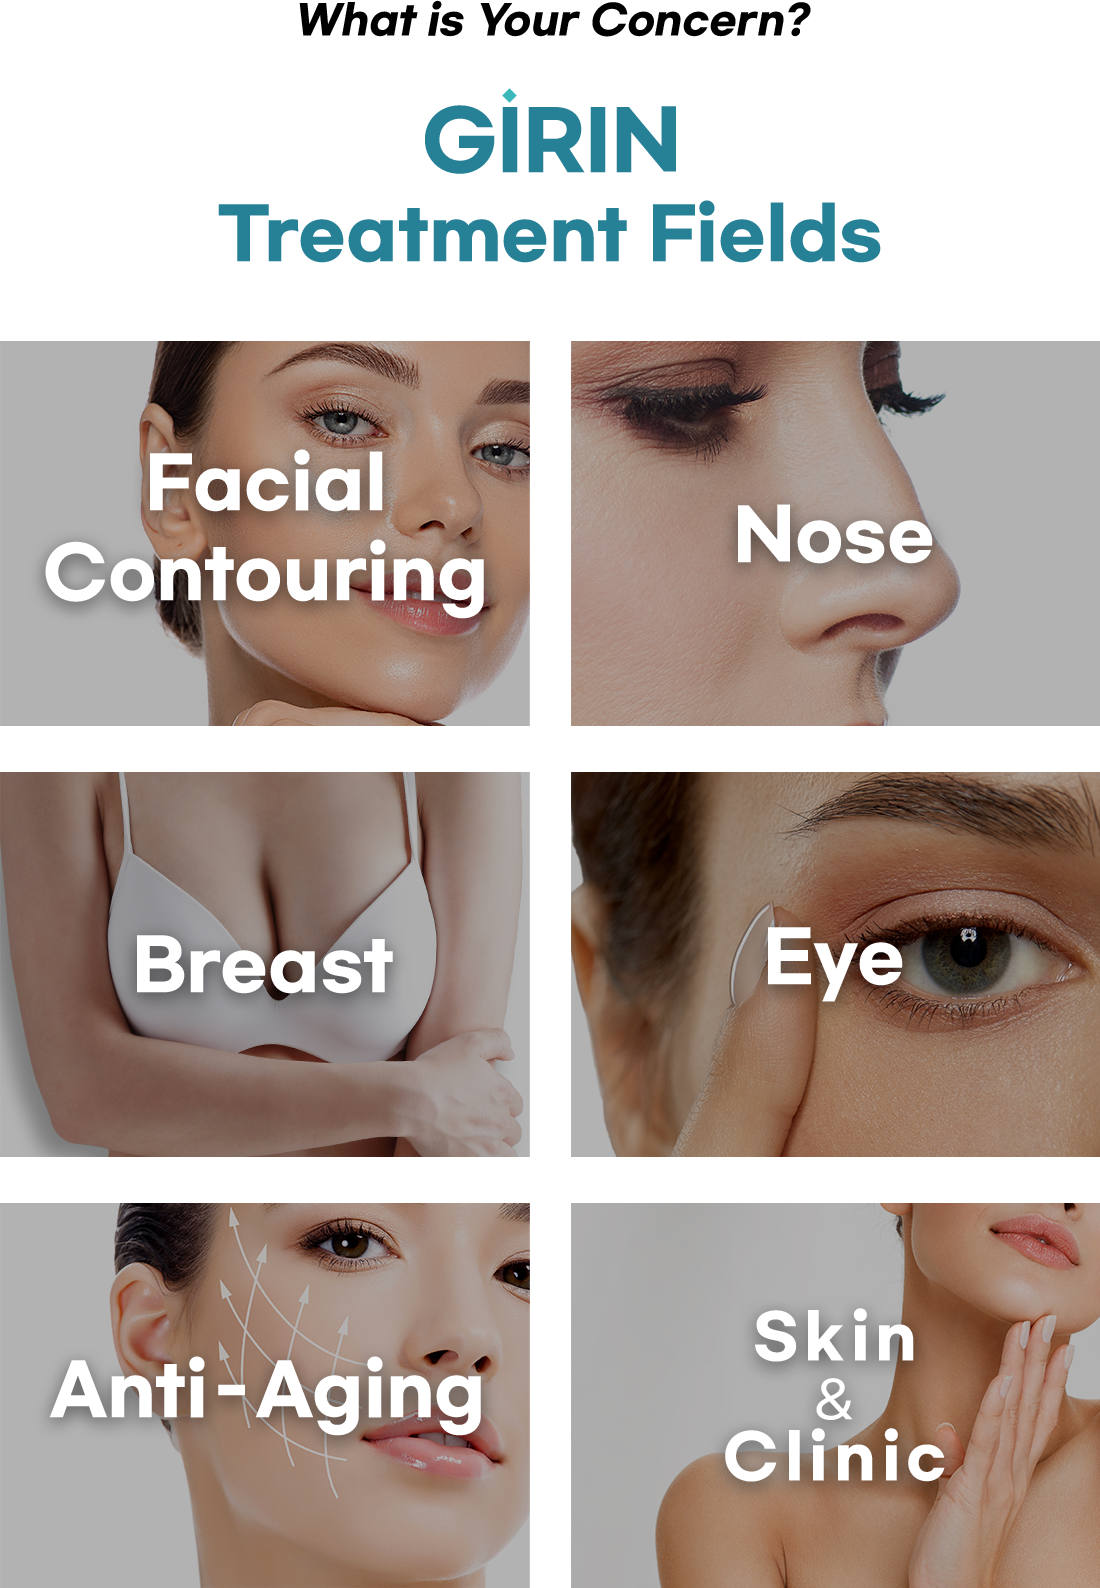 What is Your Concern?
GIRIN
Treatment Fields
Facial
Contouring
Nose
Breast
Eye
Anti-Aging
Skin
&
Clinic